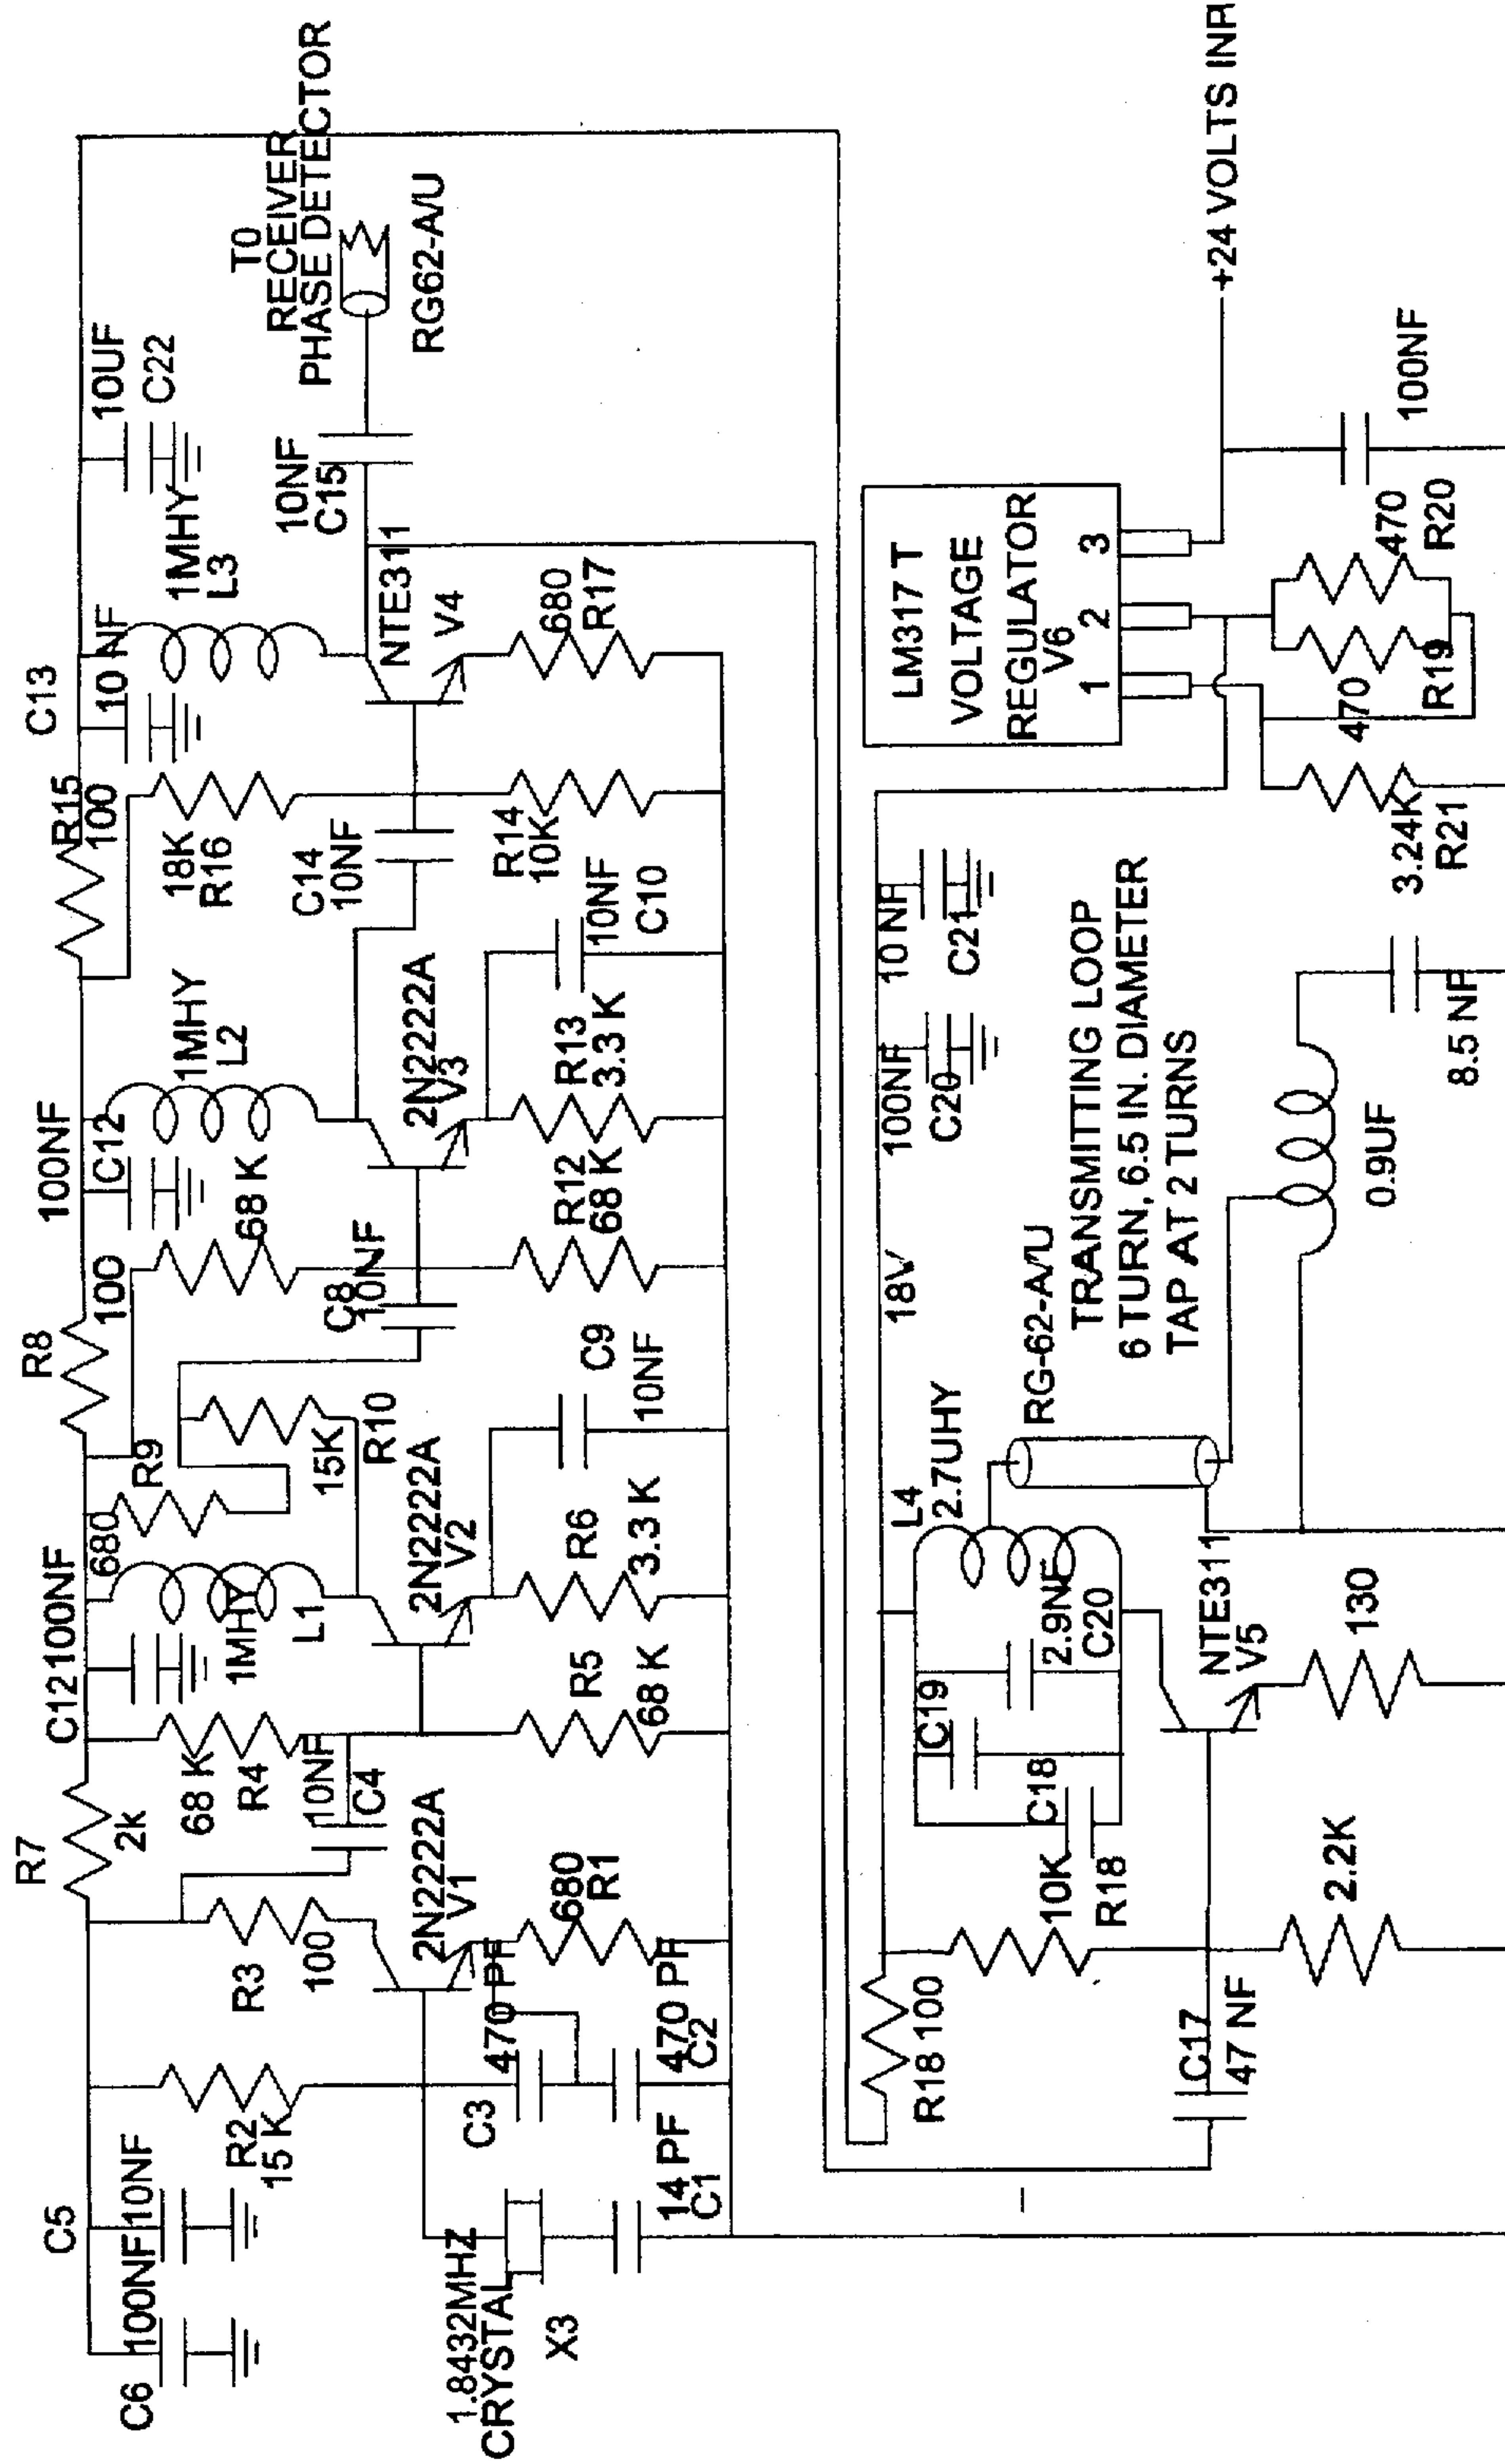 C6
100NF
C5
10NF
R2
15 K
1.8432MHZ
CRYSTAL
X3
14 PF
C1
C3
470 PF
470 PF
C2
R3
100
2N2222A
V1
680
R1
R7
2k
68 K
R4
10NF
C4
C12
100NF
1MHY
L1
680
R9
15K
R10
2N2222A
V2
R5
68 K
R6
3.3 K
C9
10NF
R8
100
68 K
C8
10NF
100NF
C12
1MHY
L2
2N2222A
V3
R12
68 K
R13
3.3 K
10NF
C10
R15
100
18K
R16
C14
10NF
R14
10K
C13
10 NF
1MHY
L3
NTE311
V4
680
R17
10UF
C22
10NF
C15
TO
RECEIVER
PHASE DETECTOR
RG62-A/U
R18 100
C17
47 NF
10K
R18
2.2K
C18
C19
2.9NF
C20
L4
2.7UHY
NTE311
V5
130
18V
RG-62-A/U
TRANSMITTING LOOP
6 TURN, 6.5 IN. DIAMETER
TAP AT 2 TURNS
0.9UF
8.5 NF
100NF
C20
10 NF
C21
LM317 T
VOLTAGE
REGULATOR
V6
1 2 3
3.24K
R21
470
R19
470
R20
100NF
+24 VOLTS